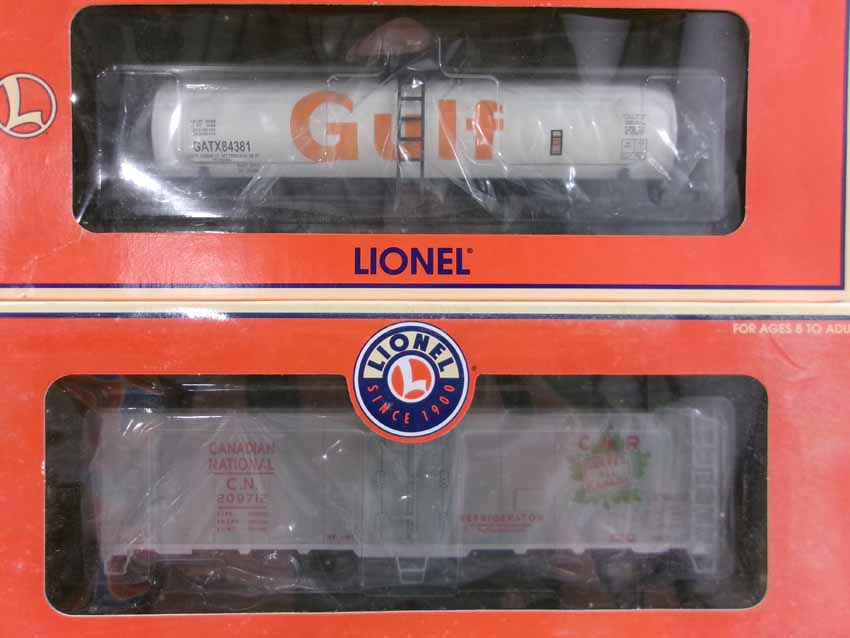 L
Gulf
GATX84381
LIONEL
FOR AGES 8 TO ADU
LIONEL
L
SINCE 1900
CANADIAN
NATIONAL
C.N.
209712
C N R
REFRIGERATOR